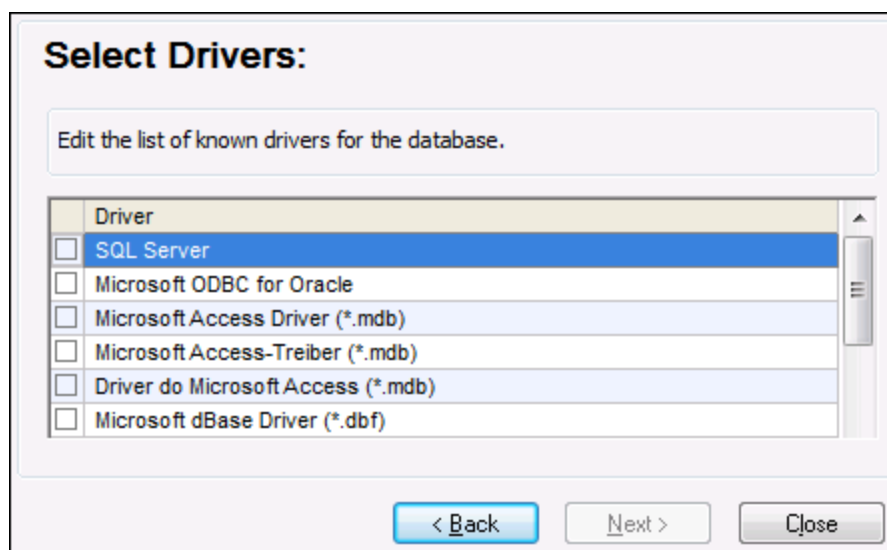 Select Drivers:
Edit the list of known drivers for the database.
Driver
SQL Server
Microsoft ODBC for Oracle
Microsoft Access Driver (*.mdb)
Microsoft Access-Treiber (*.mdb)
Driver do Microsoft Access (*.mdb)
Microsoft dBase Driver (*.dbf)
< Back
Next >
Close